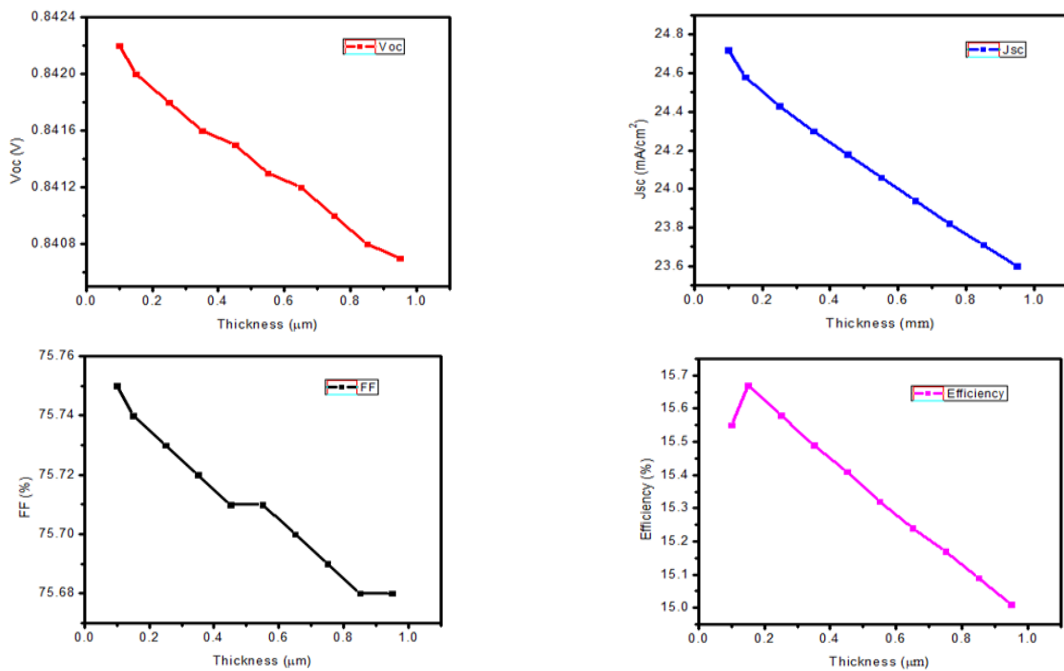 0.8424
0.8420
0.8416
0.8412
0.8408
Voc (V)
Voc
0.0 0.2 0.4 0.6 0.8 1.0
Thickness (μm)
24.8
24.6
24.4
24.2
24.0
23.8
23.6
Jsc (mA/cm²)
Jsc
0.0 0.2 0.4 0.6 0.8 1.0
Thickness (mm)
75.76
75.74
75.72
75.70
75.68
FF (%)
FF
0.0 0.2 0.4 0.6 0.8 1.0
Thickness (μm)
15.7
15.6
15.5
15.4
15.3
15.2
15.1
15.0
Efficiency (%)
Efficiency
0.0 0.2 0.4 0.6 0.8 1.0
Thickness (μm)